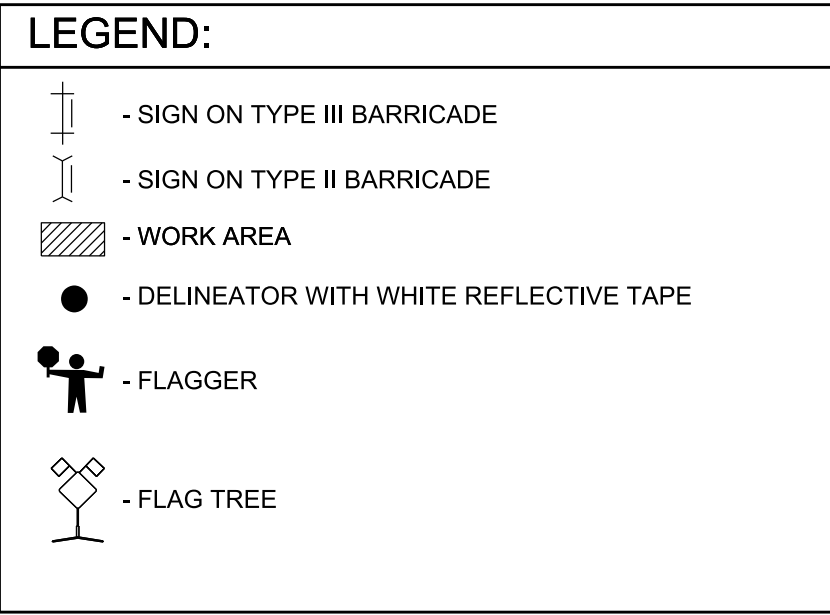 LEGEND:
- SIGN ON TYPE III BARRICADE
- SIGN ON TYPE II BARRICADE
- WORK AREA
- DELINEATOR WITH WHITE REFLECTIVE TAPE
- FLAGGER
- FLAG TREE